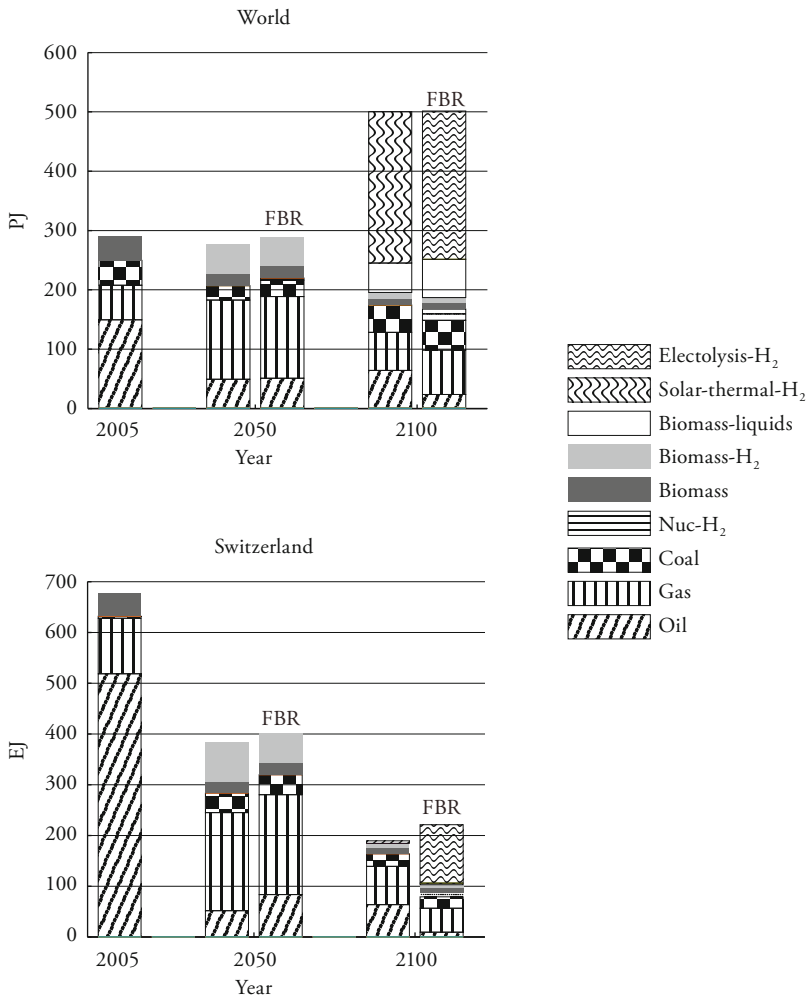 World
600
500
400
300
200
100
0
PJ
FBR
FBR
2005
2050
2100
Year
Electolysis-H₂
Solar-thermal-H₂
Biomass-liquids
Biomass-H₂
Biomass
Nuc-H₂
Coal
Gas
Oil
Switzerland
700
600
500
400
300
200
100
0
EJ
FBR
FBR
2005
2050
2100
Year